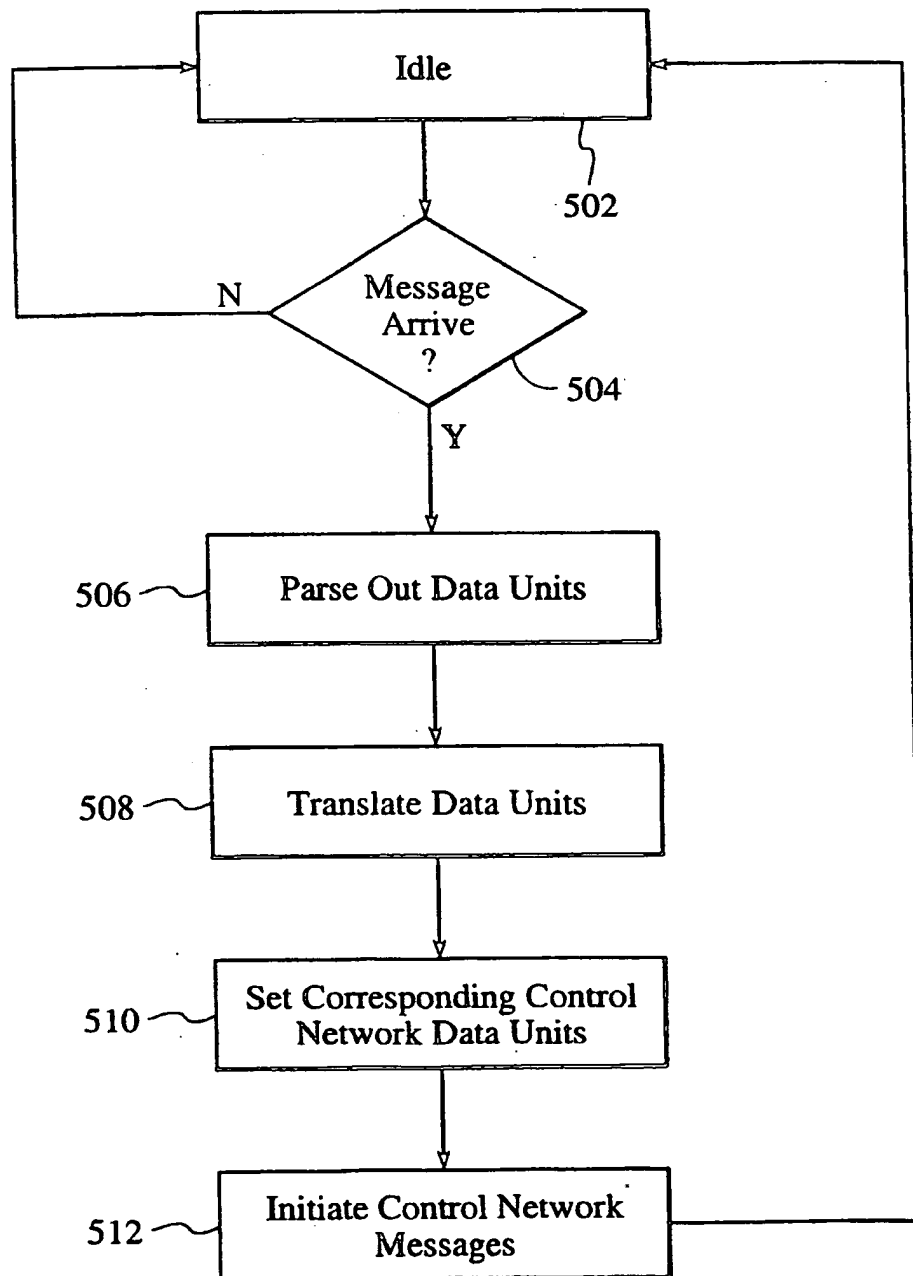 Idle
502
Message
Arrive
?
504
N
Y
506
Parse Out Data Units
508
Translate Data Units
510
Set Corresponding Control
Network Data Units
512
Initiate Control Network
Messages